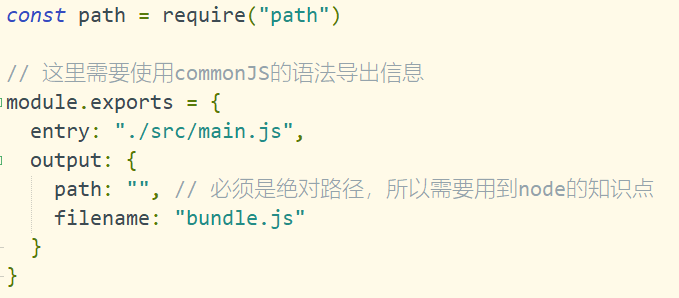 const path = require("path")
// 这里需要使用commonJS的语法导出信息
module.exports = {
entry: "./src/main.js",
output: {
path: "", // 必须是绝对路径，所以需要用到node的知识点
filename: "bundle.js"
}
}